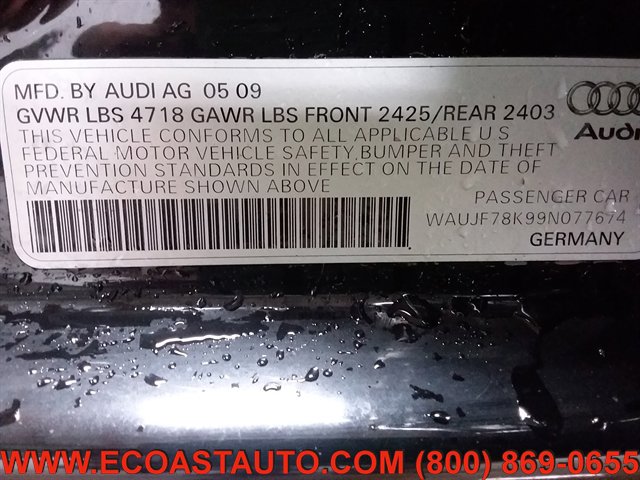 MFD. BY AUDI AG 05 09
GVWR LBS 4718 GAWR LBS FRONT 2425/REAR 2403
THIS VEHICLE CONFORMS TO ALL APPLICABLE U S
FEDERAL MOTOR VEHICLE SAFETY, BUMPER AND THEFT
PREVENTION STANDARDS IN EFFECT ON THE DATE OF
MANUFACTURE SHOWN ABOVE
Audi
PASSENGER CAR
WAUJF78K99N077674
GERMANY
WWW.ECOASTAUTO.COM (800) 869-0655